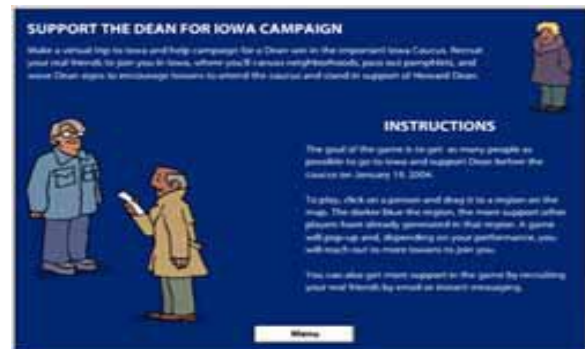 SUPPORT THE DEAN FOR IOWA CAMPAIGN
Make a virtual trip to Iowa and help campaign for a Dean win in the important Iowa Caucus. Recruit
your real friends to join you in Iowa, where you'll canvass neighborhoods, pass out pamphlets, and
wave Dean signs to encourage Iowans to attend the caucus and stand in support of Howard Dean.
INSTRUCTIONS
The goal of the game is to get as many people as
possible to go to Iowa and support Dean before the
caucus on January 19, 2004.
To play, click on a person and drag it to a region on the
map. The darker blue the region, the more support other
players have already generated in that region. A game
will pop-up and, depending on your performance, you
will reach out to more Iowans to join you.
You can also get more support in the game by recruiting
your real friends by email or instant messaging.
Menu